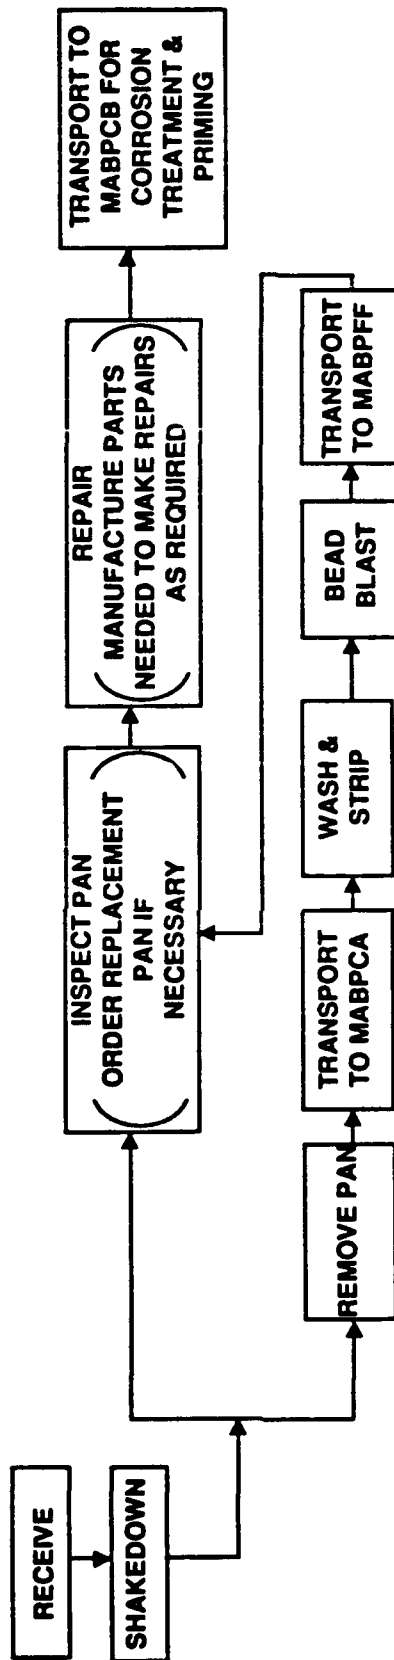 RECEIVE
SHAKEDOWN
INSPECT PAN
(ORDER REPLACEMENT
PAN IF
NECESSARY)
REPAIR
(MANUFACTURE PARTS
NEEDED TO MAKE REPAIRS
AS REQUIRED)
TRANSPORT TO
MABPCB FOR
CORROSION
TREATMENT &
PRIMING
REMOVE PAN
TRANSPORT
TO MABPCA
WASH &
STRIP
BEAD
BLAST
TRANSPORT
TO MABPFF